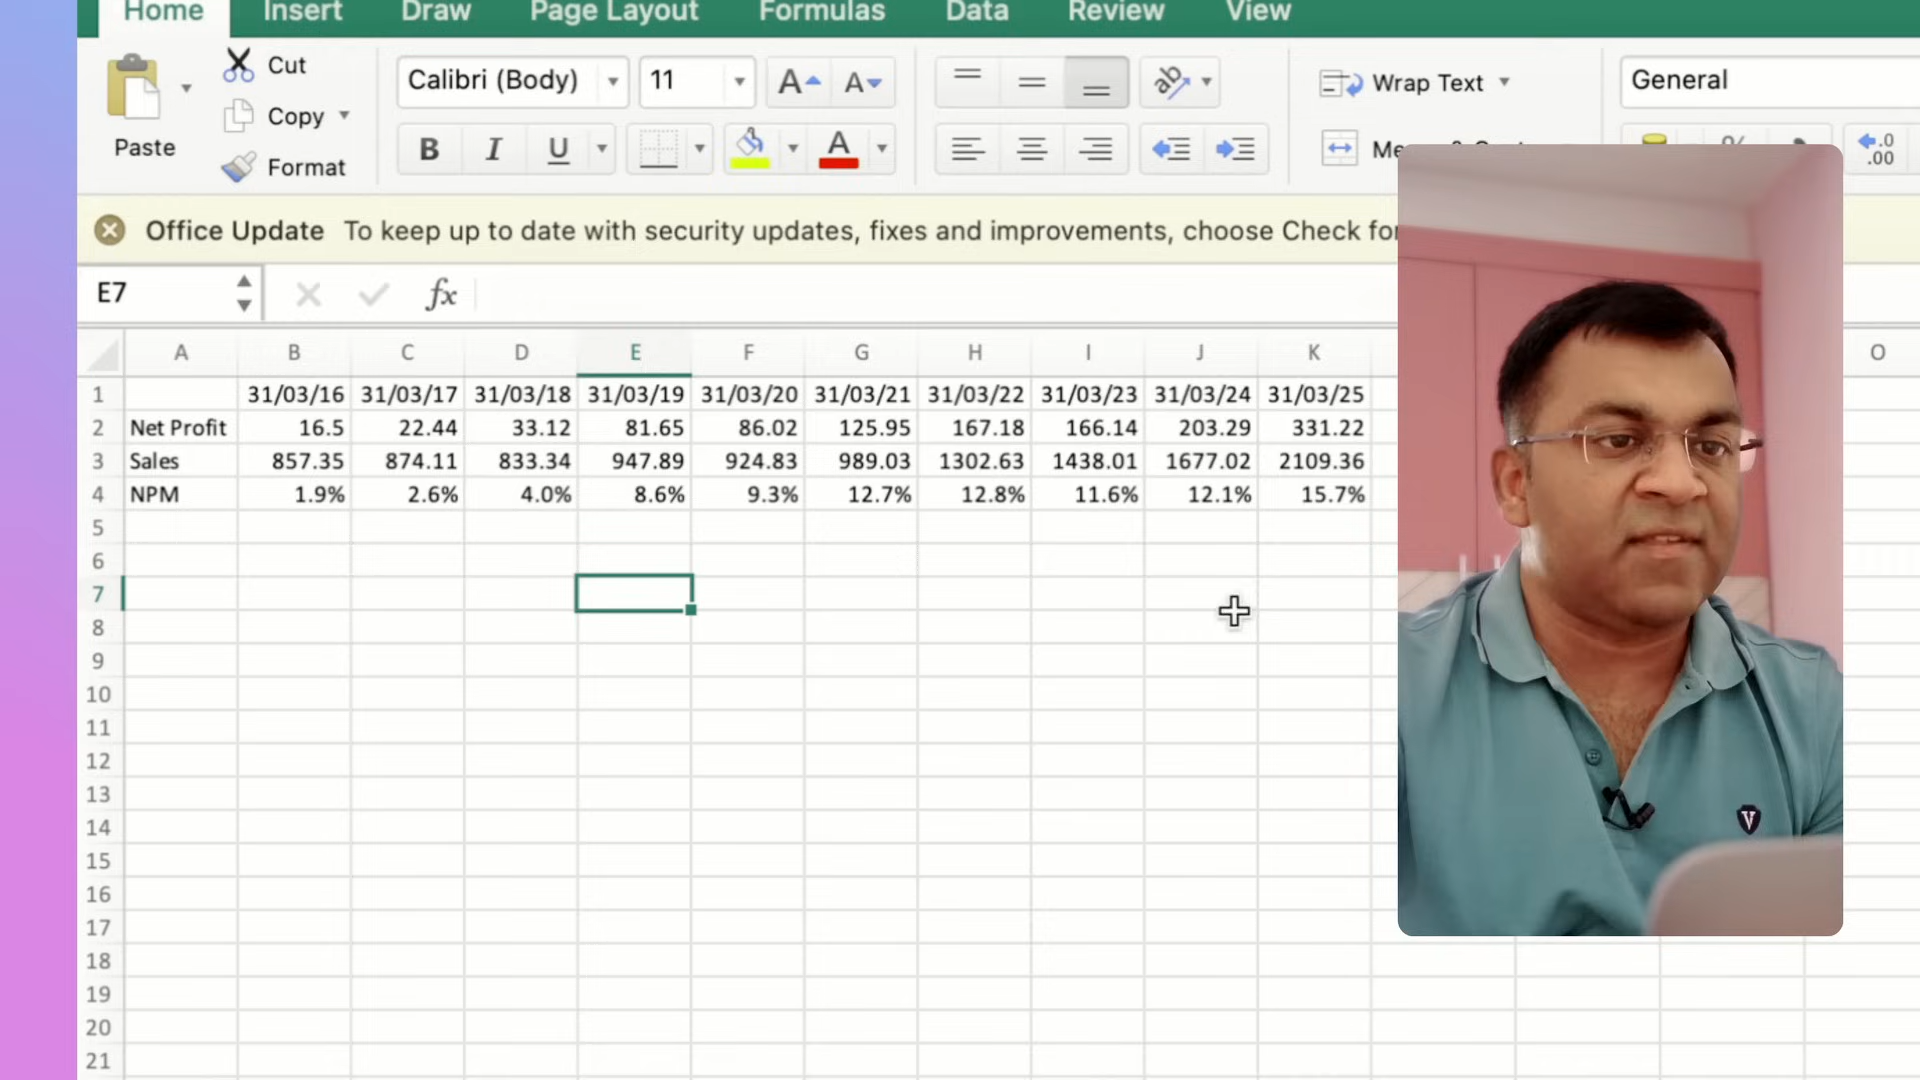 Home Insert Draw Page Layout Formulas Data Review View
Paste
Cut
Copy
Format
Calibri (Body) 11 A A
B I U A
ab
Wrap Text
General
.0
.00
Office Update To keep up to date with security updates, fixes and improvements, choose Check for
E7 fx
A B C D E F G H I J K O
1 31/03/16 31/03/17 31/03/18 31/03/19 31/03/20 31/03/21 31/03/22 31/03/23 31/03/24 31/03/25
2 Net Profit 16.5 22.44 33.12 81.65 86.02 125.95 167.18 166.14 203.29 331.22
3 Sales 857.35 874.11 833.34 947.89 924.83 989.03 1302.63 1438.01 1677.02 2109.36
4 NPM 1.9% 2.6% 4.0% 8.6% 9.3% 12.7% 12.8% 11.6% 12.1% 15.7%
5
6
7
8
9
10
11
12
13
14
15
16
17
18
19
20
21
V